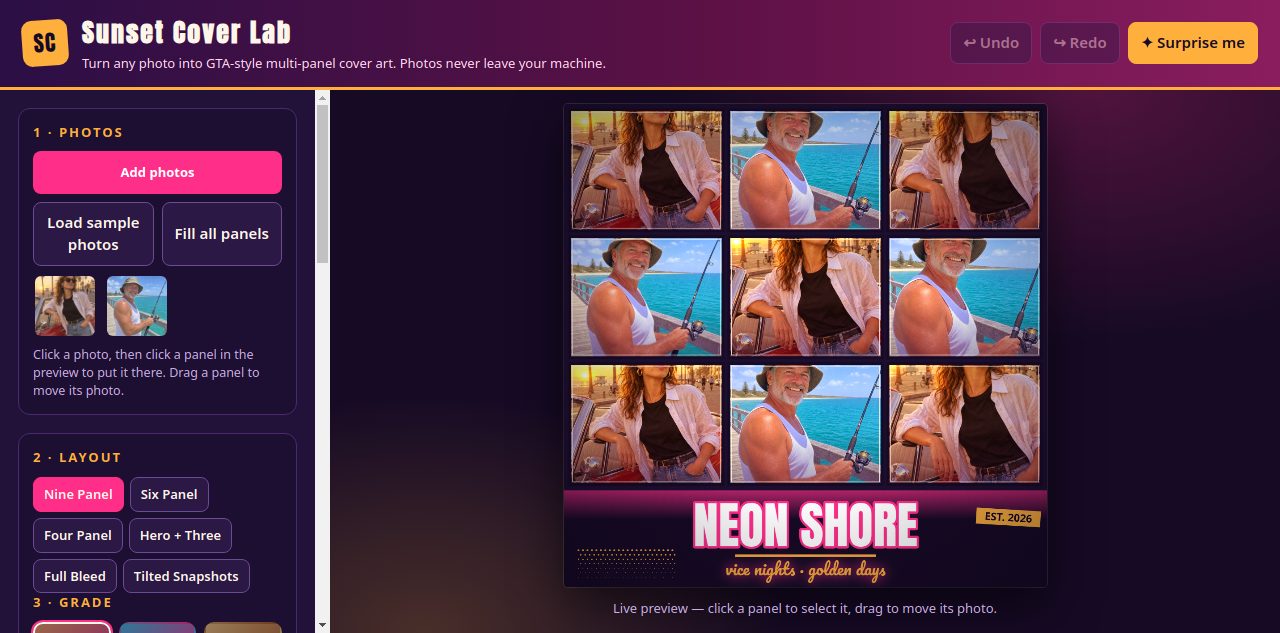 SC
Sunset Cover Lab
Turn any photo into GTA-style multi-panel cover art. Photos never leave your machine.
↩ Undo
↪ Redo
✦ Surprise me
1 · PHOTOS
Add photos
Load sample
photos
Fill all panels
Click a photo, then click a panel in the
preview to put it there. Drag a panel to
move its photo.
2 · LAYOUT
Nine Panel
Six Panel
Four Panel
Hero + Three
Full Bleed
Tilted Snapshots
3 · GRADE
NEON SHORE
EST. 2026
vice nights · golden days
Live preview — click a panel to select it, drag to move its photo.